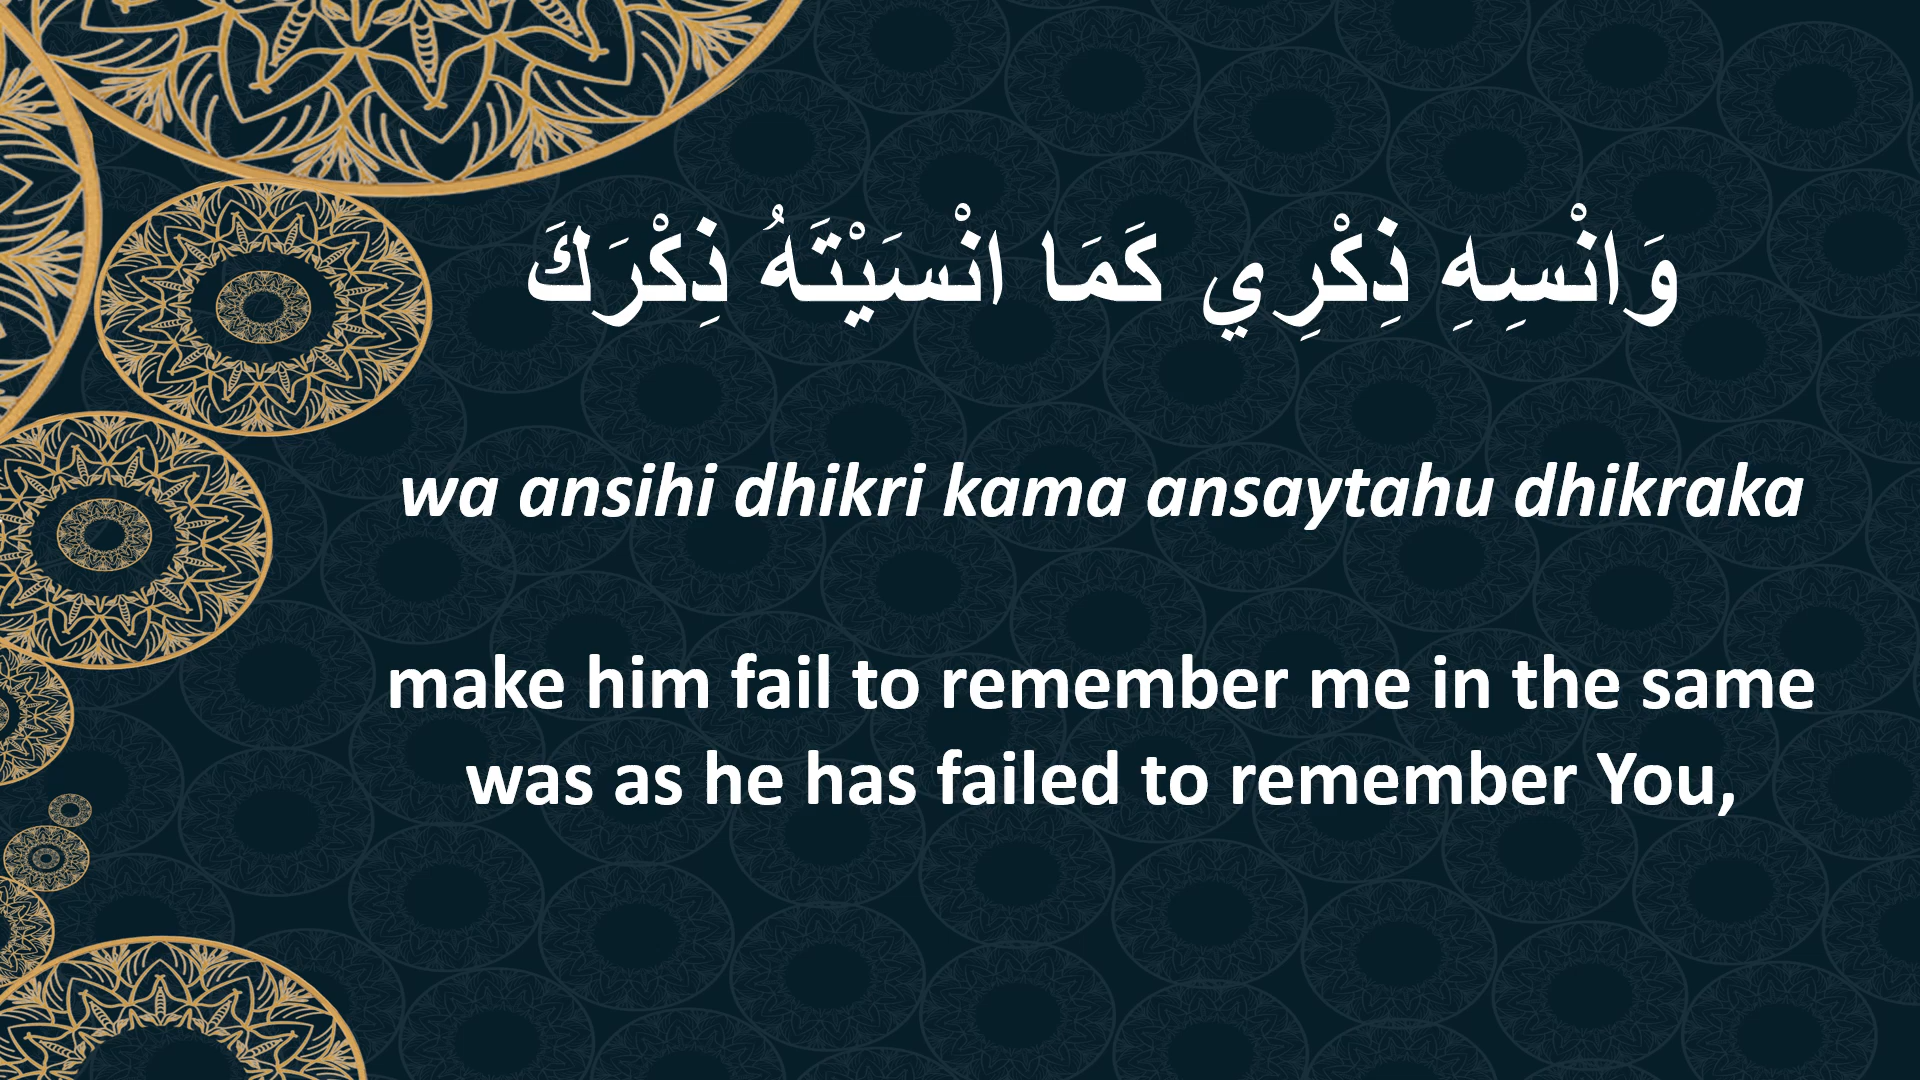 وَانْسِهِ ذِكْرِي كَمَا انْسَيْتَهُ ذِكْرَكَ
wa ansihi dhikri kama ansaytahu dhikraka
make him fail to remember me in the same
was as he has failed to remember You,